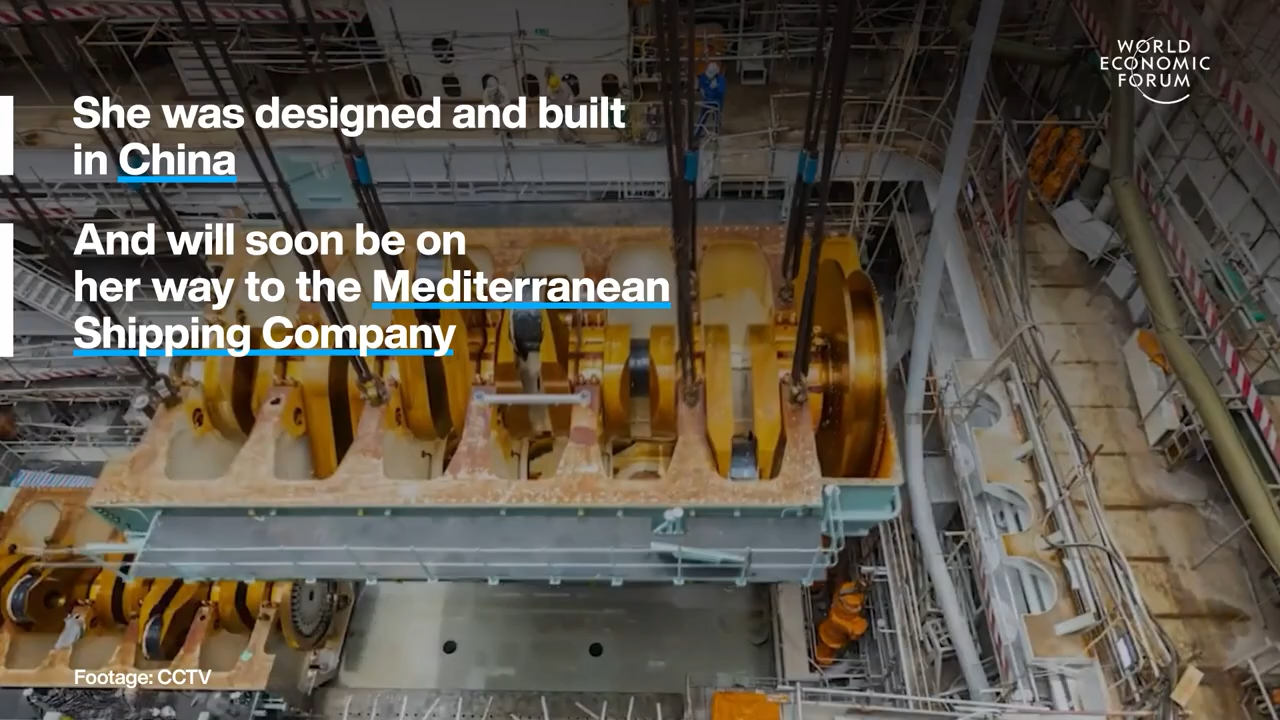 WORLD
ECONOMIC
FORUM
She was designed and built
in China
And will soon be on
her way to the Mediterranean
Shipping Company
Footage: CCTV